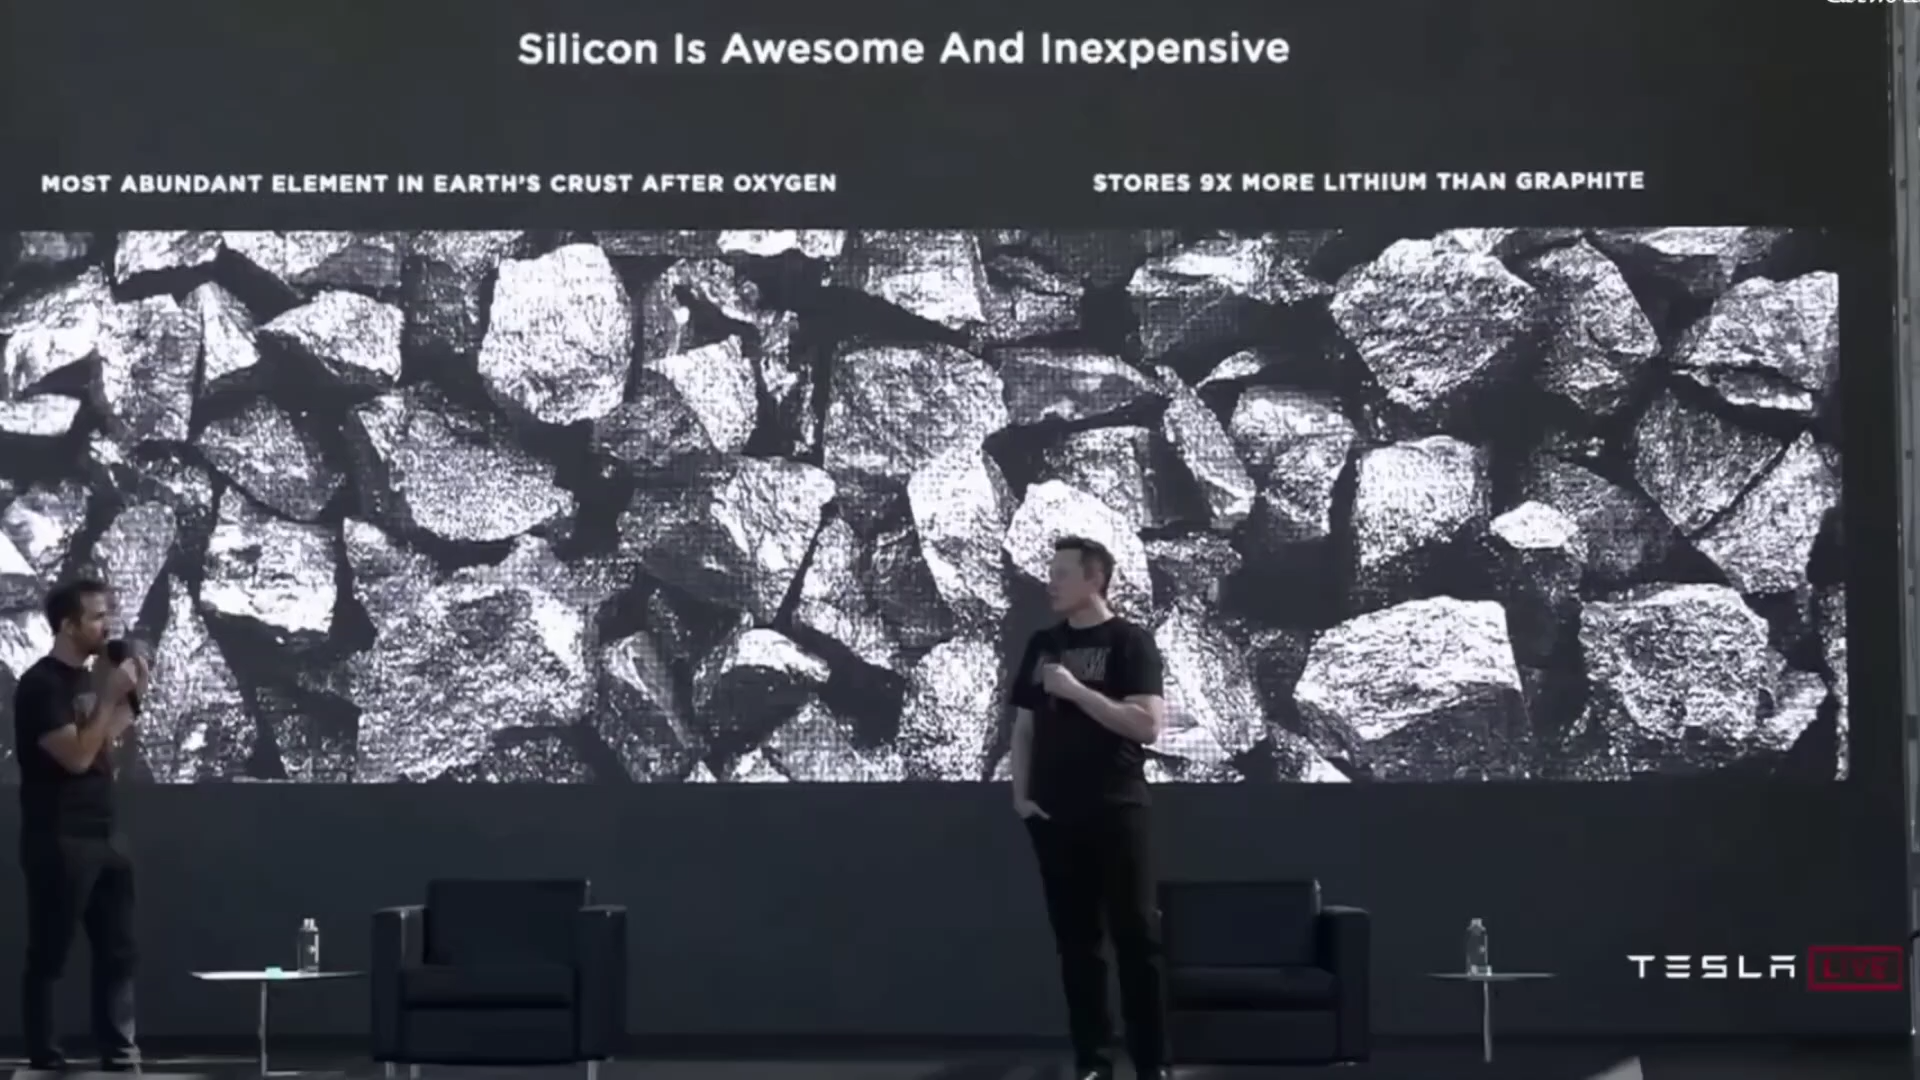 Silicon Is Awesome And Inexpensive
MOST ABUNDANT ELEMENT IN EARTH'S CRUST AFTER OXYGEN
STORES 9X MORE LITHIUM THAN GRAPHITE
TESLA LIVE